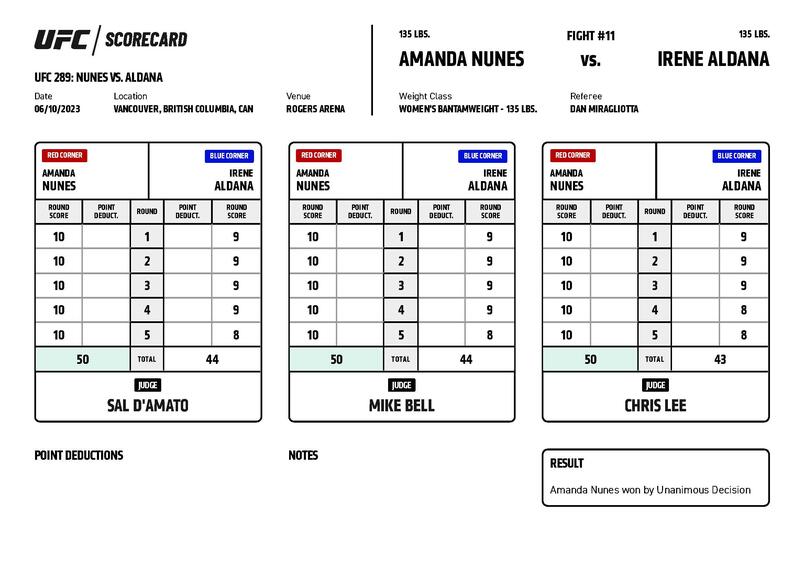 UFC / SCORECARD
UFC 289: NUNES VS. ALDANA
Date Location Venue
06/10/2023 VANCOUVER, BRITISH COLUMBIA, CAN ROGERS ARENA
135 LBS. FIGHT #11 135 LBS.
AMANDA NUNES VS. IRENE ALDANA
Weight Class Referee
WOMEN'S BANTAMWEIGHT - 135 LBS. DAN MIRAGLIOTTA
RED CORNER BLUE CORNER
AMANDA IRENE
NUNES ALDANA
ROUND POINT ROUND POINT ROUND
SCORE DEDUCT. DEDUCT. SCORE
10 1 9
10 2 9
10 3 9
10 4 9
10 5 8
50 TOTAL 44
JUDGE
SAL D'AMATO
RED CORNER BLUE CORNER
AMANDA IRENE
NUNES ALDANA
ROUND POINT ROUND POINT ROUND
SCORE DEDUCT. DEDUCT. SCORE
10 1 9
10 2 9
10 3 9
10 4 9
10 5 8
50 TOTAL 44
JUDGE
MIKE BELL
RED CORNER BLUE CORNER
AMANDA IRENE
NUNES ALDANA
ROUND POINT ROUND POINT ROUND
SCORE DEDUCT. DEDUCT. SCORE
10 1 9
10 2 9
10 3 9
10 4 8
10 5 8
50 TOTAL 43
JUDGE
CHRIS LEE
POINT DEDUCTIONS
NOTES
RESULT
Amanda Nunes won by Unanimous Decision